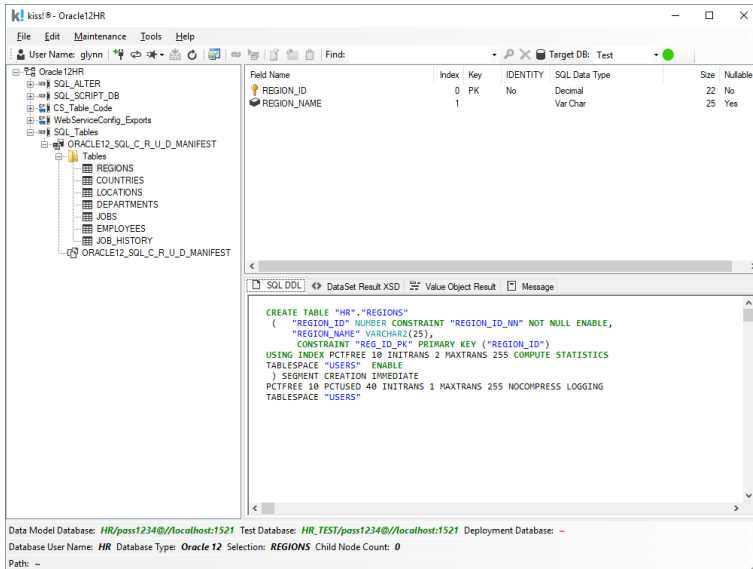 k! kiss!® - Oracle12HR
File Edit Maintenance Tools Help
User Name: glynn Find: Target DB: Test
Oracle12HR
SQL_ALTER
SQL_SCRIPT_DB
CS_Table_Code
WebServiceConfig_Exports
SQL_Tables
ORACLE12_SQL_C_R_U_D_MANIFEST
Tables
REGIONS
COUNTRIES
LOCATIONS
DEPARTMENTS
JOBS
EMPLOYEES
JOB_HISTORY
ORACLE12_SQL_C_R_U_D_MANIFEST
Field Name Index Key IDENTITY SQL Data Type Size Nullable
REGION_ID 0 PK No Decimal 22 No
REGION_NAME 1 Var Char 25 Yes
SQL DDL DataSet Result XSD Value Object Result Message
CREATE TABLE "HR"."REGIONS"
( "REGION_ID" NUMBER CONSTRAINT "REGION_ID_NN" NOT NULL ENABLE,
"REGION_NAME" VARCHAR2(25),
CONSTRAINT "REG_ID_PK" PRIMARY KEY ("REGION_ID")
USING INDEX PCTFREE 10 INITRANS 2 MAXTRANS 255 COMPUTE STATISTICS
TABLESPACE "USERS" ENABLE
) SEGMENT CREATION IMMEDIATE
PCTFREE 10 PCTUSED 40 INITRANS 1 MAXTRANS 255 NOCOMPRESS LOGGING
TABLESPACE "USERS"
Data Model Database: HR/pass1234@//localhost:1521 Test Database: HR_TEST/pass1234@//localhost:1521 Deployment Database: ~
Database User Name: HR Database Type: Oracle 12 Selection: REGIONS Child Node Count: 0
Path: ~